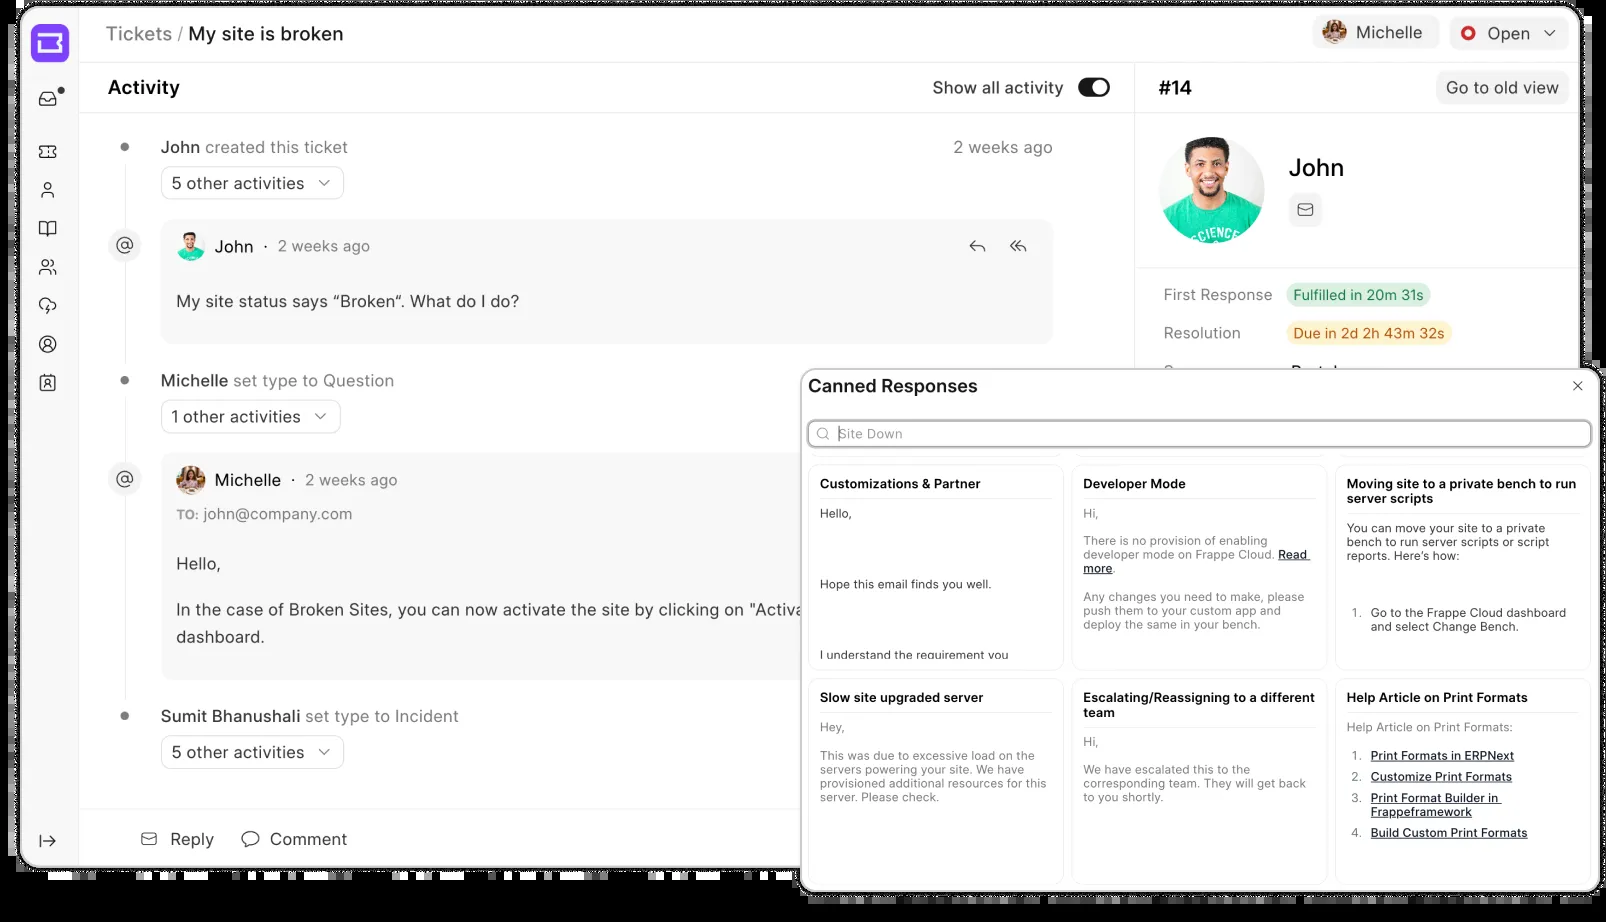 Tickets / My site is broken
Michelle
Open
Activity
Show all activity
#14
Go to old view
John created this ticket
2 weeks ago
5 other activities
John
John · 2 weeks ago
My site status says “Broken“. What do I do?
First Response Fulfilled in 20m 31s
Resolution Due in 2d 2h 43m 32s
Michelle set type to Question
1 other activities
Michelle · 2 weeks ago
TO: john@company.com
Hello,
In the case of Broken Sites, you can now activate the site by clicking on "Activa
dashboard.
Sumit Bhanushali set type to Incident
5 other activities
Reply
Comment
Canned Responses
Site Down
Customizations & Partner
Hello,
Hope this email finds you well.
I understand the requirement you
Developer Mode
Hi,
There is no provision of enabling
developer mode on Frappe Cloud. Read
more.
Any changes you need to make, please
push them to your custom app and
deploy the same in your bench.
Moving site to a private bench to run
server scripts
You can move your site to a private
bench to run server scripts or script
reports. Here's how:
1. Go to the Frappe Cloud dashboard
and select Change Bench.
Slow site upgraded server
Hey,
This was due to excessive load on the
servers powering your site. We have
provisioned additional resources for this
server. Please check.
Escalating/Reassigning to a different
team
Hi,
We have escalated this to the
corresponding team. They will get back
to you shortly.
Help Article on Print Formats
Help Article on Print Formats:
1. Print Formats in ERPNext
2. Customize Print Formats
3. Print Format Builder in
Frappeframework
4. Build Custom Print Formats